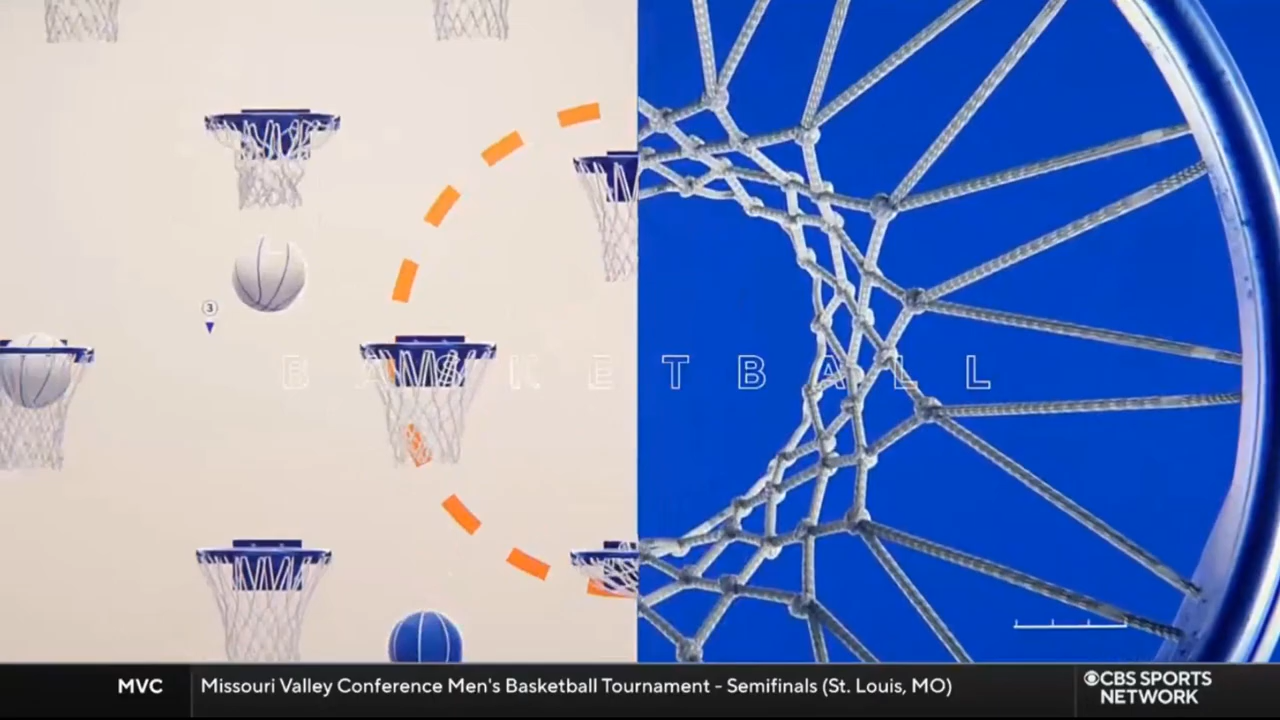 3
BASKETBALL
MVC
Missouri Valley Conference Men's Basketball Tournament - Semifinals (St. Louis, MO)
CBS SPORTS
NETWORK